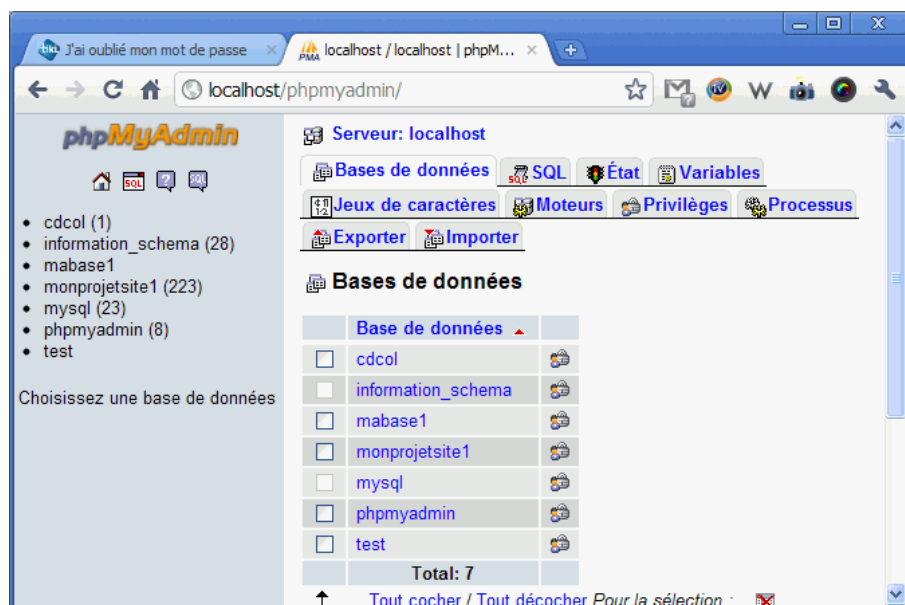 J'ai oublié mon mot de passe
localhost / localhost | phpM...
PMA
localhost/phpmyadmin/
phpMyAdmin
SQL
SQL
cdcol (1)
information_schema (28)
mabase1
monprojetsite1 (223)
mysql (23)
phpmyadmin (8)
test
Choisissez une base de données
Serveur: localhost
Bases de données SQL État Variables
Jeux de caractères Moteurs Privilèges Processus
Exporter Importer
Bases de données
Base de données
cdcol
information_schema
mabase1
monprojetsite1
mysql
phpmyadmin
test
Total: 7
Tout cocher / Tout décocher Pour la sélection :